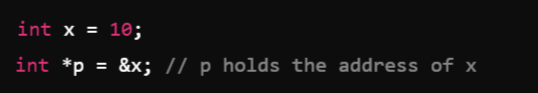 int x = 10;
int *p = &x; // p holds the address of x